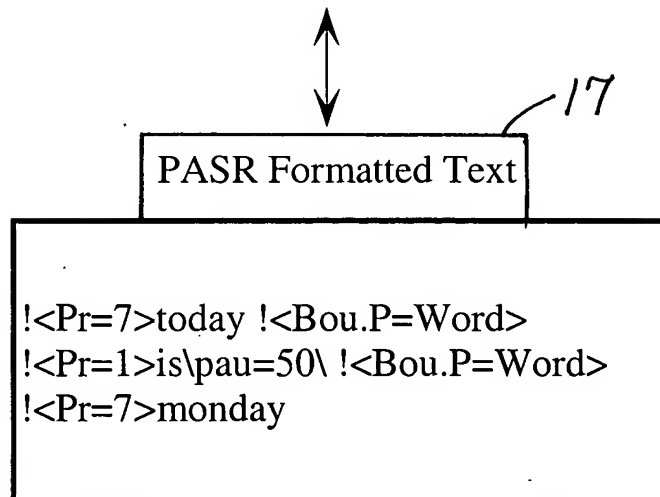 17
PASR Formatted Text
!<Pr=7>today !<Bou.P=Word>
!<Pr=1>is\pau=50\ !<Bou.P=Word>
!<Pr=7>monday